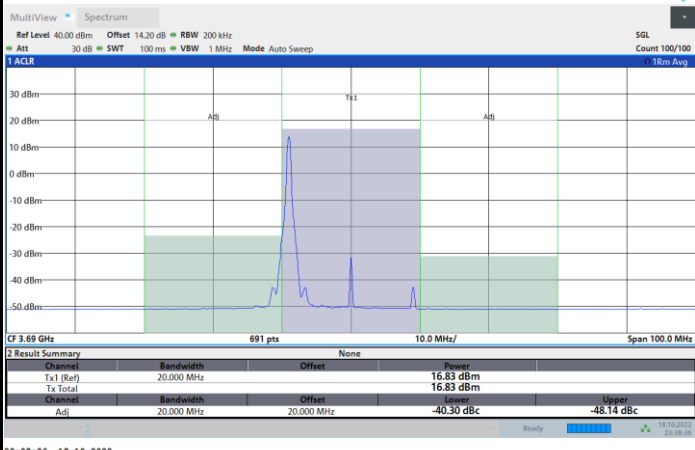 MultiView Spectrum
Ref Level 40.00 dBm Offset 14.20 dB RBW 200 kHz SGL
Att 30 dB SWT 100 ms VBW 1 MHz Mode Auto Sweep Count 100/100
1 ACLR 1Rm Avg
30 dBm
Tx1
20 dBm Adj Adj
10 dBm
0 dBm
-10 dBm
-20 dBm
-30 dBm
-40 dBm
-50 dBm
CF 3.69 GHz 691 pts 10.0 MHz/ Span 100.0 MHz
2 Result Summary None
Channel Bandwidth Offset Power
Tx1 (Ref) 20.000 MHz 16.83 dBm
Tx Total 16.83 dBm
Channel Bandwidth Offset Lower Upper
Adj 20.000 MHz 20.000 MHz -40.30 dBc -48.14 dBc
Ready 18.10.2022
23:38:36